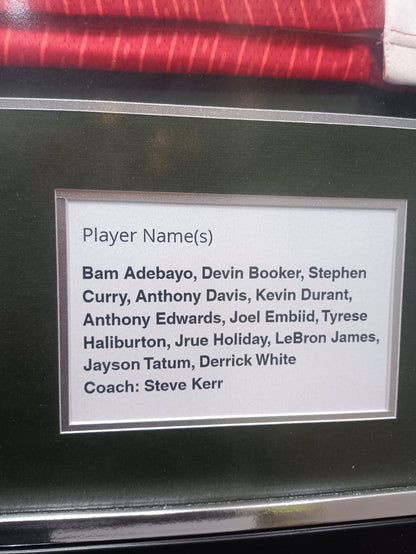 Player Name(s)
Bam Adebayo, Devin Booker, Stephen
Curry, Anthony Davis, Kevin Durant,
Anthony Edwards, Joel Embiid, Tyrese
Haliburton, Jrue Holiday, LeBron James,
Jayson Tatum, Derrick White
Coach: Steve Kerr